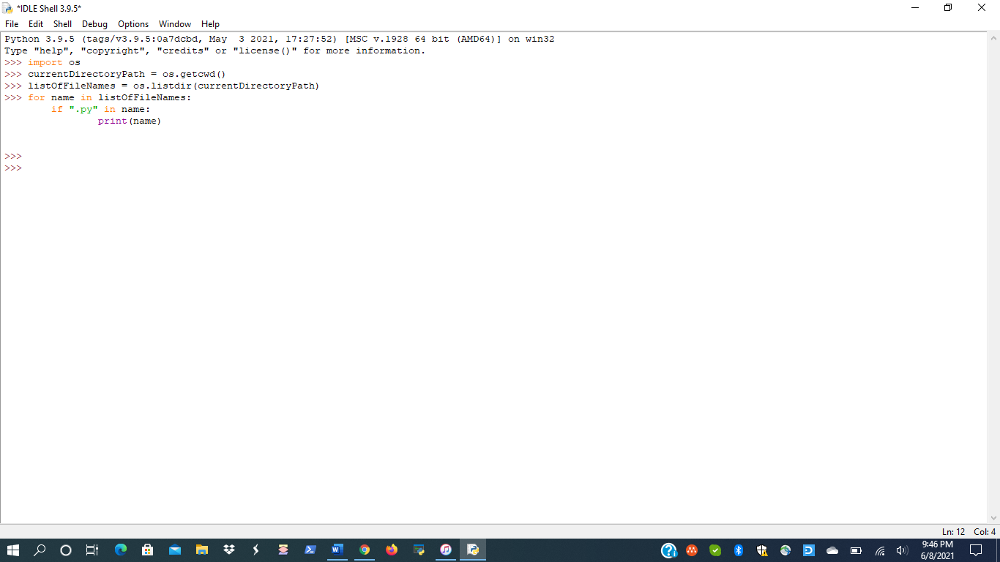 *IDLE Shell 3.9.5*
File Edit Shell Debug Options Window Help
Python 3.9.5 (tags/v3.9.5:0a7dcbd, May  3 2021, 17:27:52) [MSC v.1928 64 bit (AMD64)] on win32
Type "help", "copyright", "credits" or "license()" for more information.
>>> import os
>>> currentDirectoryPath = os.getcwd()
>>> listOfFileNames = os.listdir(currentDirectoryPath)
>>> for name in listOfFileNames:
        if ".py" in name:
                print(name)
>>>
>>>
Ln: 12 Col: 4
9:46 PM
6/8/2021